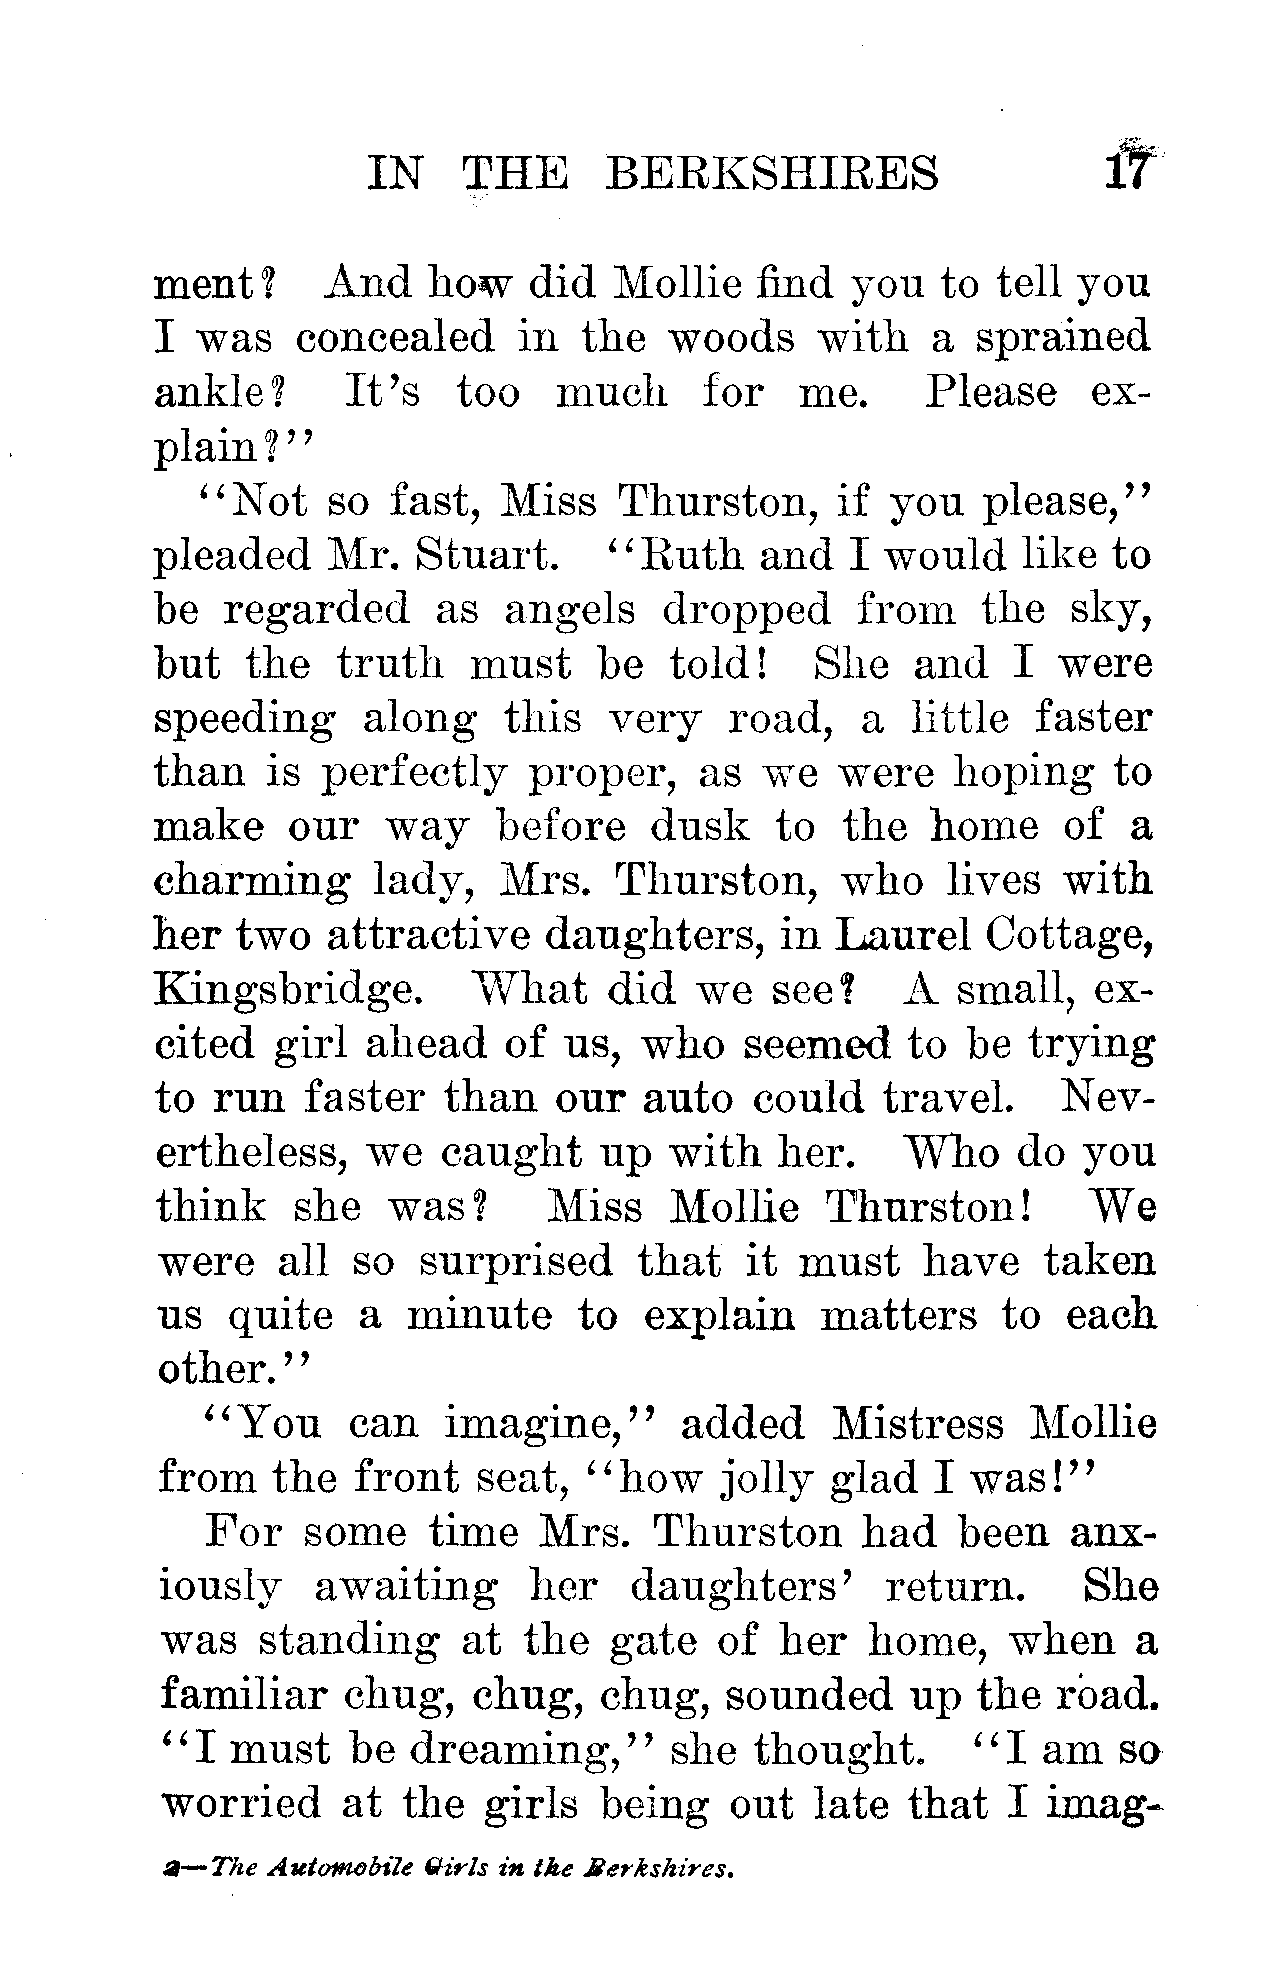 IN THE BERKSHIRES 17
ment? And how did Mollie find you to tell you
I was concealed in the woods with a sprained
ankle? It's too much for me. Please ex-
plain?"
"Not so fast, Miss Thurston, if you please,"
pleaded Mr. Stuart. "Ruth and I would like to
be regarded as angels dropped from the sky,
but the truth must be told! She and I were
speeding along this very road, a little faster
than is perfectly proper, as we were hoping to
make our way before dusk to the home of a
charming lady, Mrs. Thurston, who lives with
her two attractive daughters, in Laurel Cottage,
Kingsbridge. What did we see? A small, ex-
cited girl ahead of us, who seemed to be trying
to run faster than our auto could travel. Nev-
ertheless, we caught up with her. Who do you
think she was? Miss Mollie Thurston! We
were all so surprised that it must have taken
us quite a minute to explain matters to each
other."
"You can imagine," added Mistress Mollie
from the front seat, "how jolly glad I was!"
For some time Mrs. Thurston had been anx-
iously awaiting her daughters' return. She
was standing at the gate of her home, when a
familiar chug, chug, chug, sounded up the road.
"I must be dreaming," she thought. "I am so
worried at the girls being out late that I imag-
2—The Automobile Girls in the Berkshires.